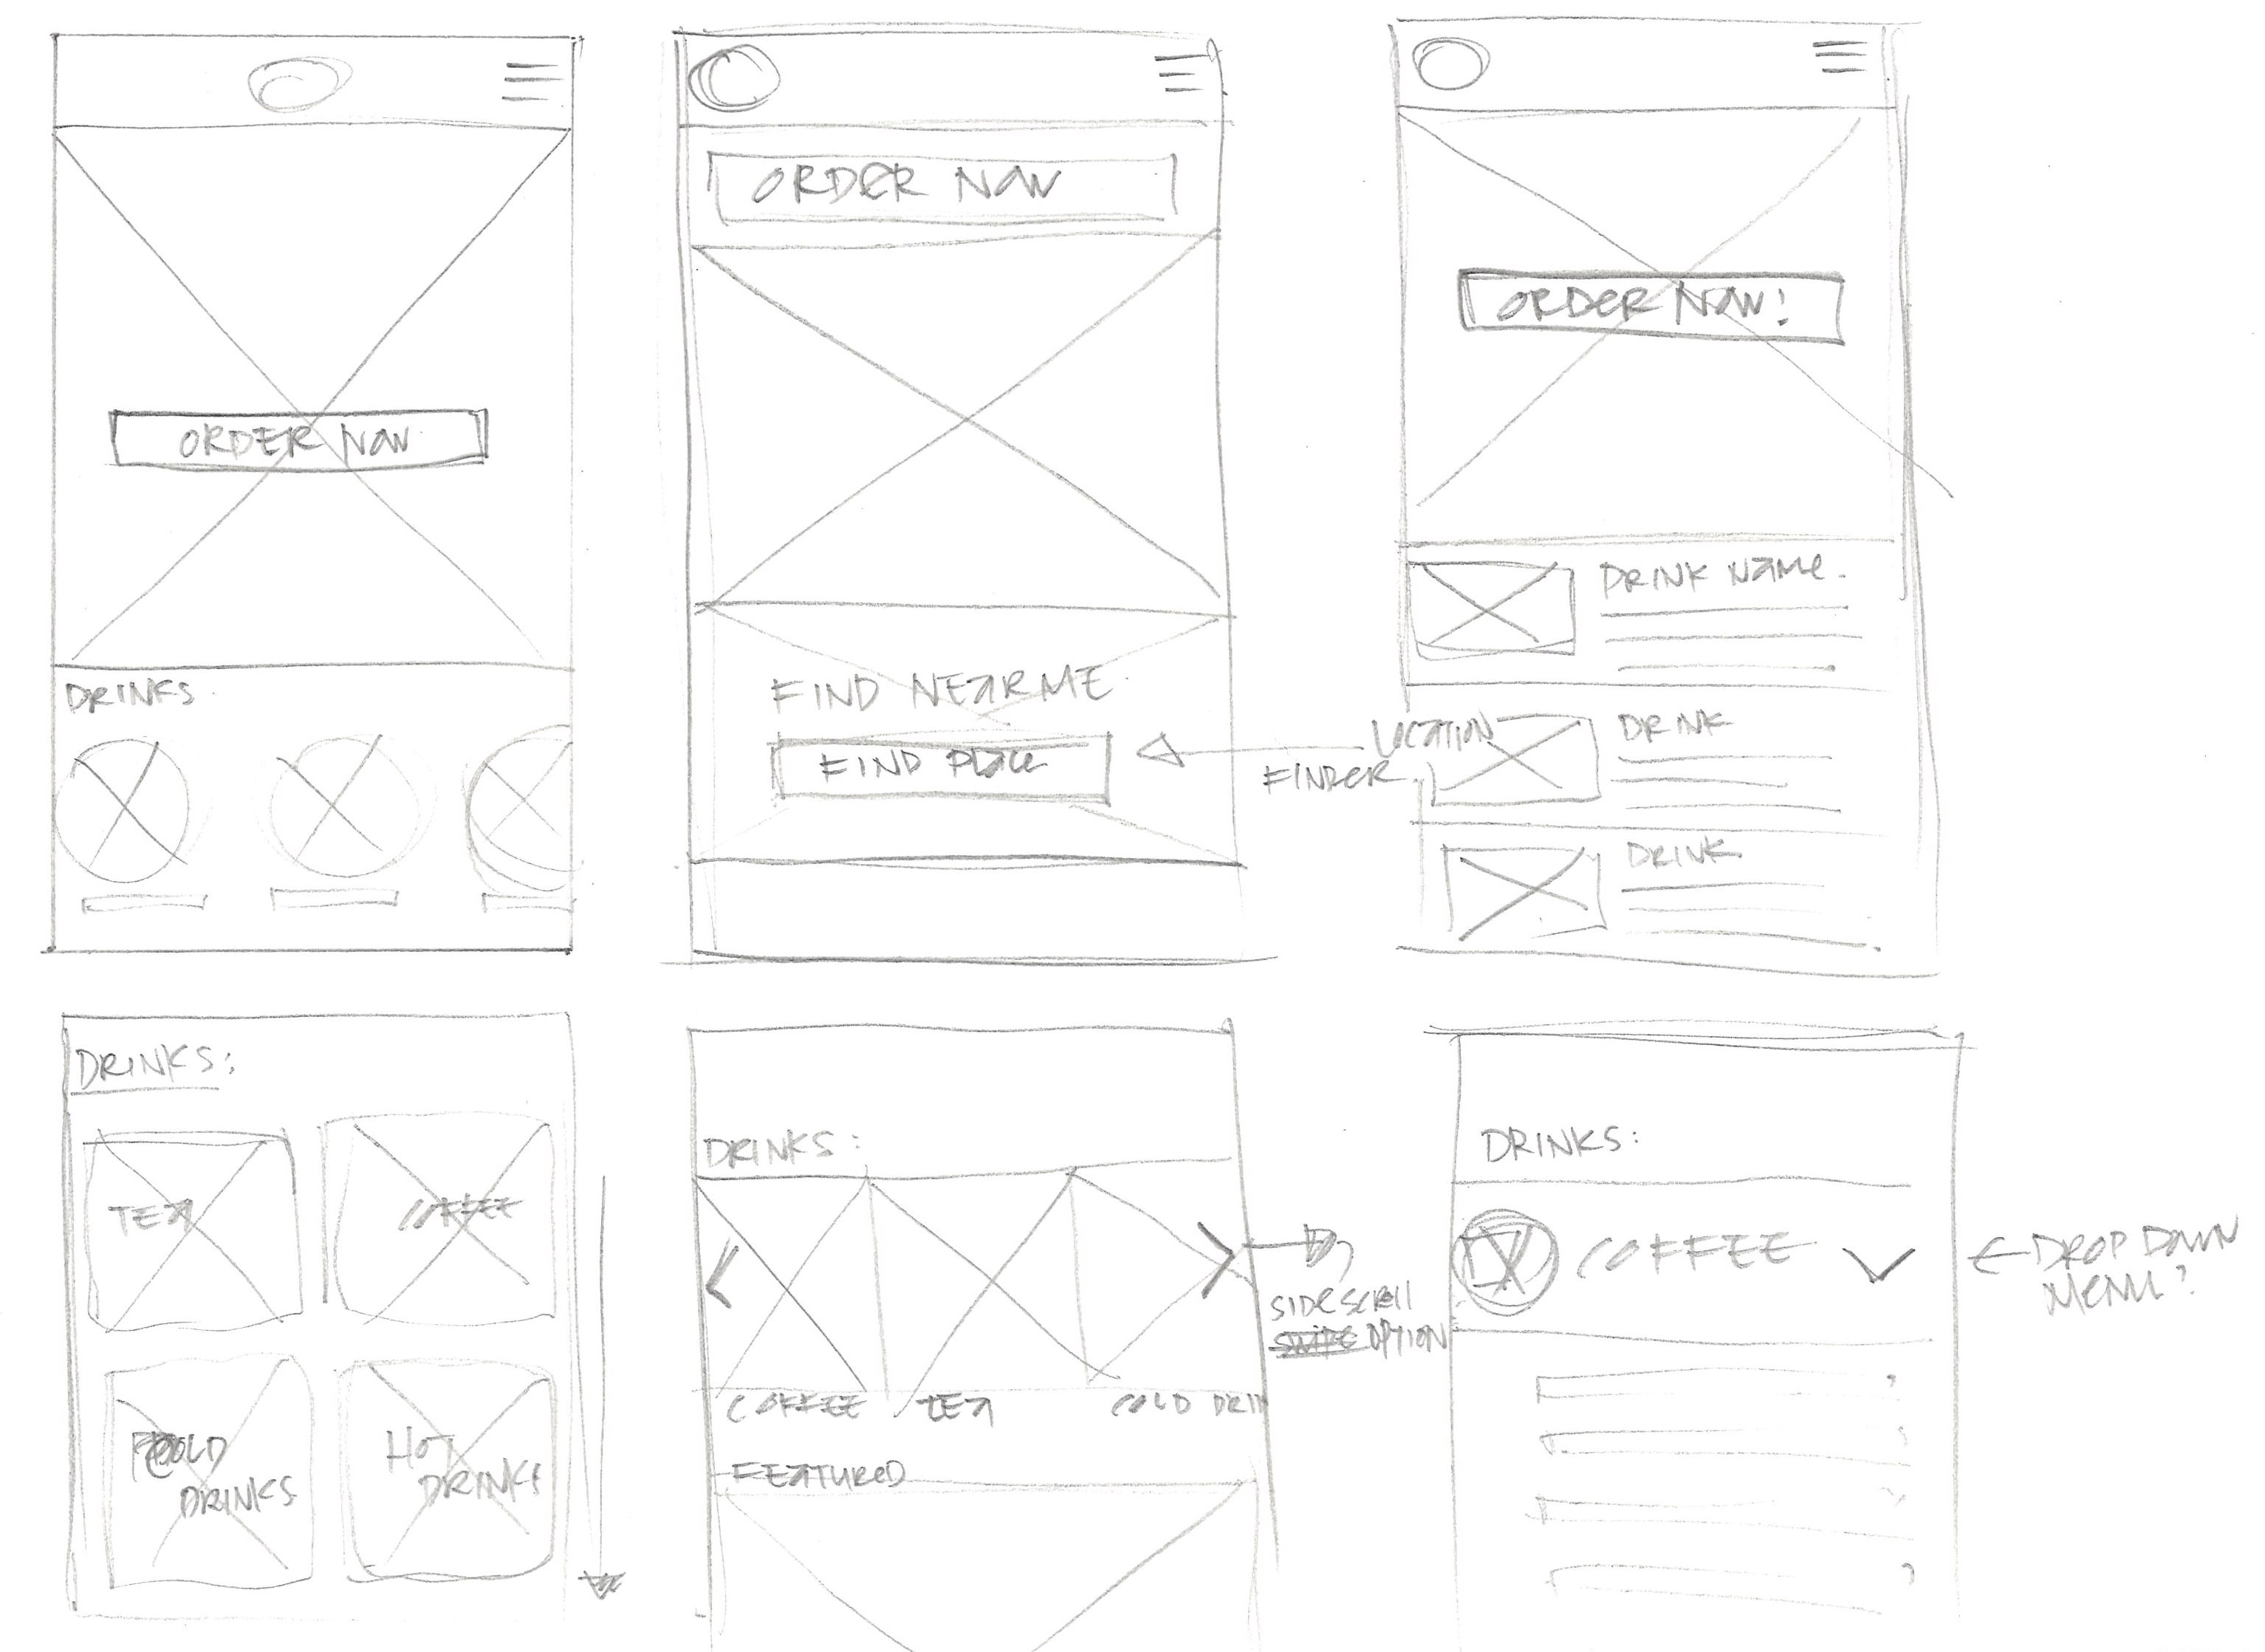 ORDER NOW
DRINKS
ORDER NOW
FIND NEAR ME
FIND PLACE
LOCATION
FINDER
ORDER NOW!
DRINK NAME.
DRINK
DRINK
DRINKS:
TEA
COFFEE
COLD
DRINKS
HOT
DRINKS
DRINKS:
COFFEE
TEA
COLD DRIN
FEATURED
SIDE SCROLL
SWIPE OPTION
DRINKS:
COFFEE
DROP DOWN
MENU?